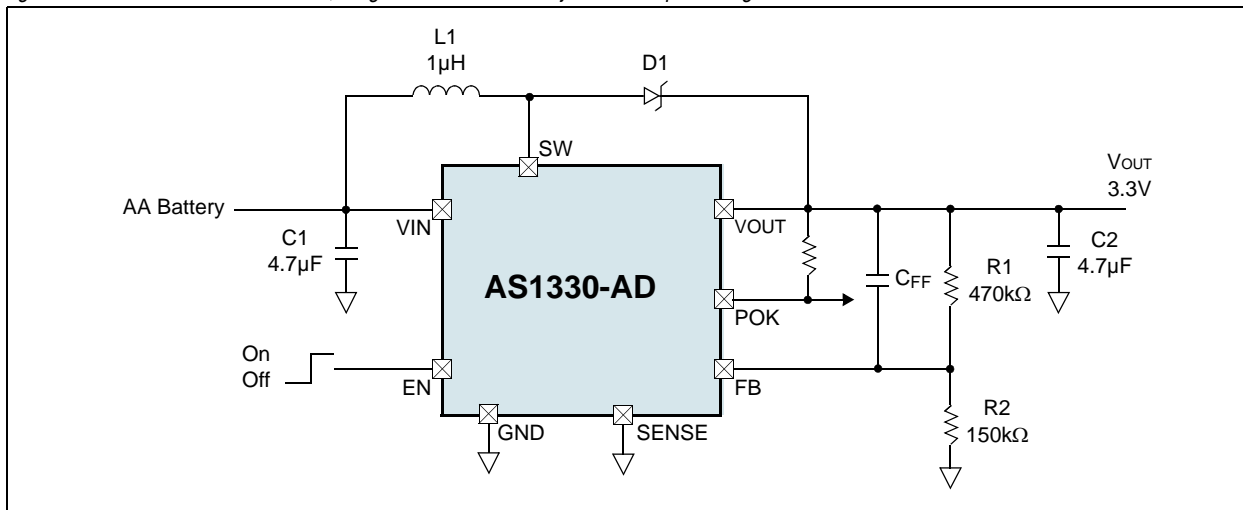 L1
1µH
D1
SW
AA Battery
VIN
VOUT
VOUT
3.3V
C1
4.7µF
AS1330-AD
CFF
R1
470kΩ
C2
4.7µF
POK
On
Off
EN
FB
GND
SENSE
R2
150kΩ